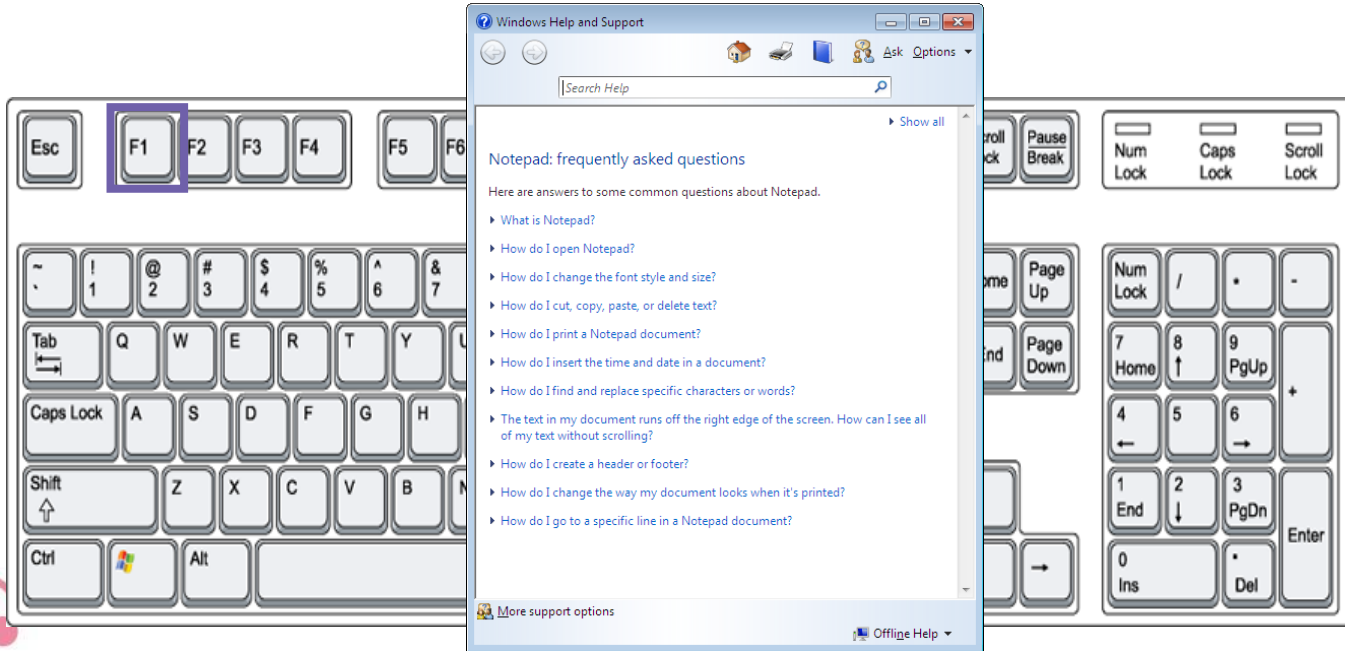 Windows Help and Support
Ask Options
Search Help
Show all
Notepad: frequently asked questions
Here are answers to some common questions about Notepad.
What is Notepad?
How do I open Notepad?
How do I change the font style and size?
How do I cut, copy, paste, or delete text?
How do I print a Notepad document?
How do I insert the time and date in a document?
How do I find and replace specific characters or words?
The text in my document runs off the right edge of the screen. How can I see all
of my text without scrolling?
How do I create a header or footer?
How do I change the way my document looks when it's printed?
How do I go to a specific line in a Notepad document?
More support options
Offline Help
Esc F1 F2 F3 F4 F5 F6
Pause
Break
Num Caps Scroll
Lock Lock Lock
~ ! @ # $ % ^ &
` 1 2 3 4 5 6 7
Page
Up
Num
Lock / • -
Tab Q W E R T Y
Page
Down
7 8 9
Home ↑ PgUp +
Caps Lock A S D F G H
4 5 6
← →
Shift Z X C V B
1 2 3
End ↓ PgDn
Enter
Ctrl Alt
→
0 .
Ins Del